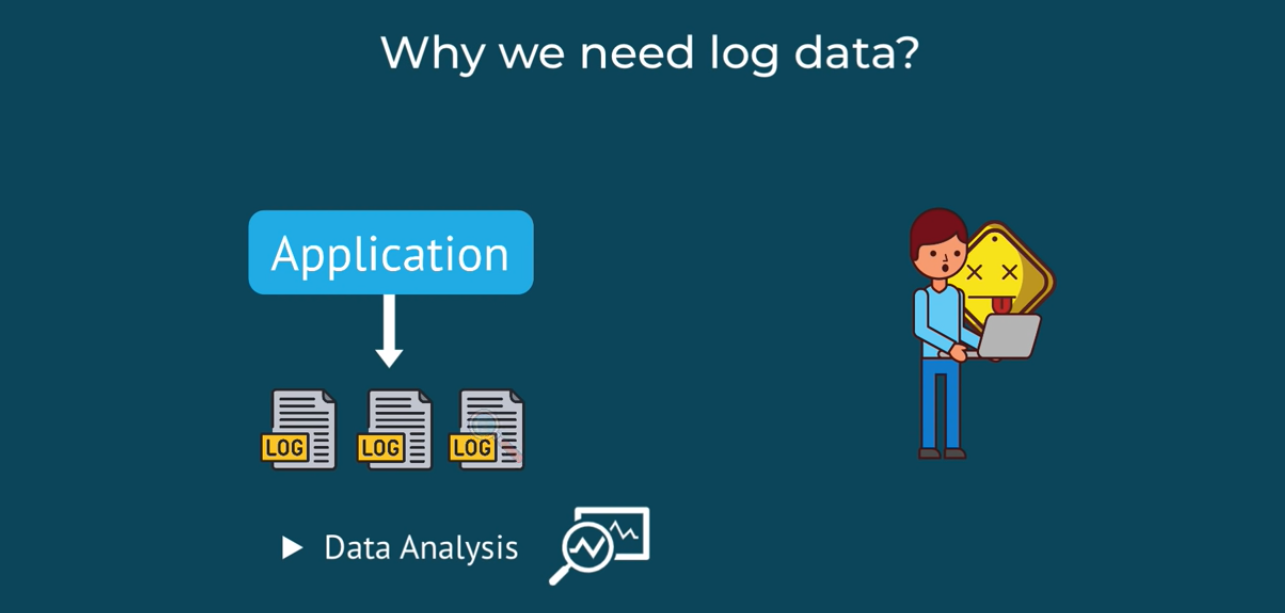 Why we need log data?
Application
LOG LOG LOG
Data Analysis